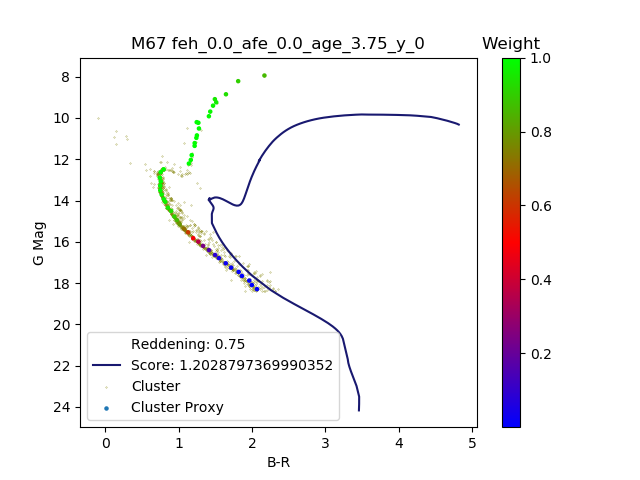 M67 feh_0.0_afe_0.0_age_3.75_y_0
Weight
8
10
12
14
16
18
20
22
24
G Mag
0
1
2
3
4
5
B-R
Reddening: 0.75
Score: 1.2028797369990352
Cluster
Cluster Proxy
1.0
0.8
0.6
0.4
0.2